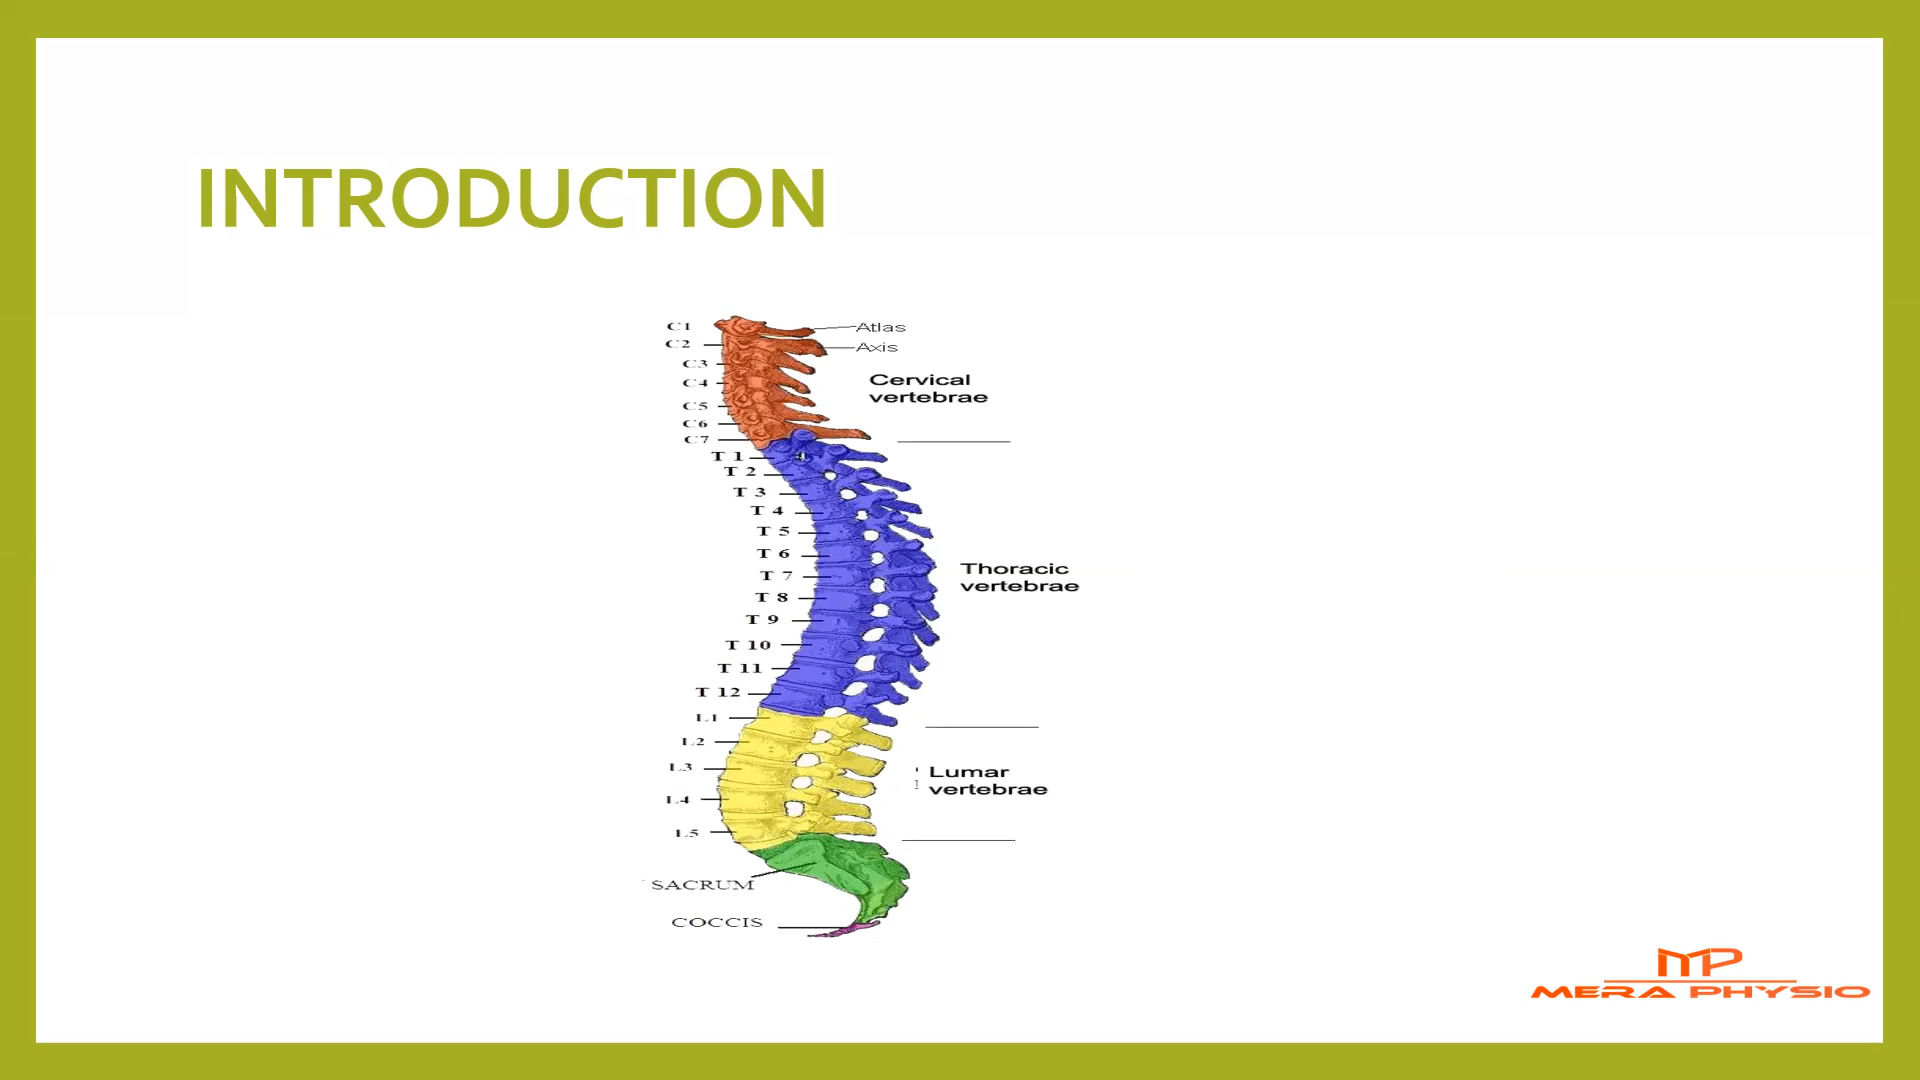 INTRODUCTION
C1
Atlas
C2
Axis
C3
C4
Cervical
vertebrae
C5
C6
C7
T 1
T 2
T 3
T 4
T 5
T 6
Thoracic
vertebrae
T 7
T 8
T 9
T 10
T 11
T 12
L1
L2
L3
Lumar
vertebrae
L4
L5
SACRUM
COCCIS
MP
MERA PHYSIO